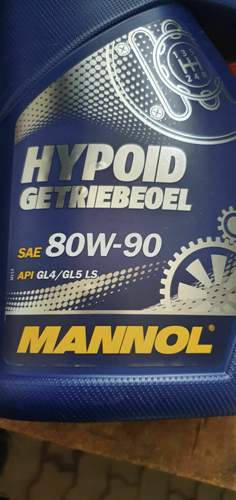 HYPOID
GETRIEBEOEL
SAE 80W-90
API GL4/GL5 LS
MANNOL